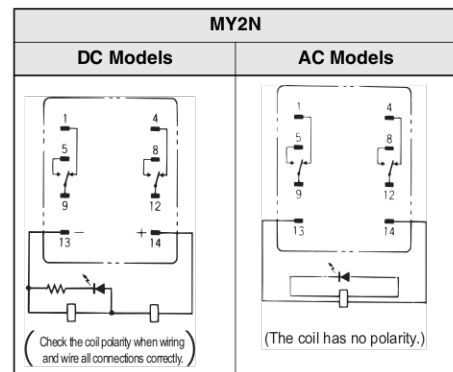 MY2N
DC Models
AC Models
1 4
5 8
9 12
− +
13 14
Check the coil polarity when wiring
and wire all connections correctly.
1 4
5 8
9 12
13 14
(The coil has no polarity.)